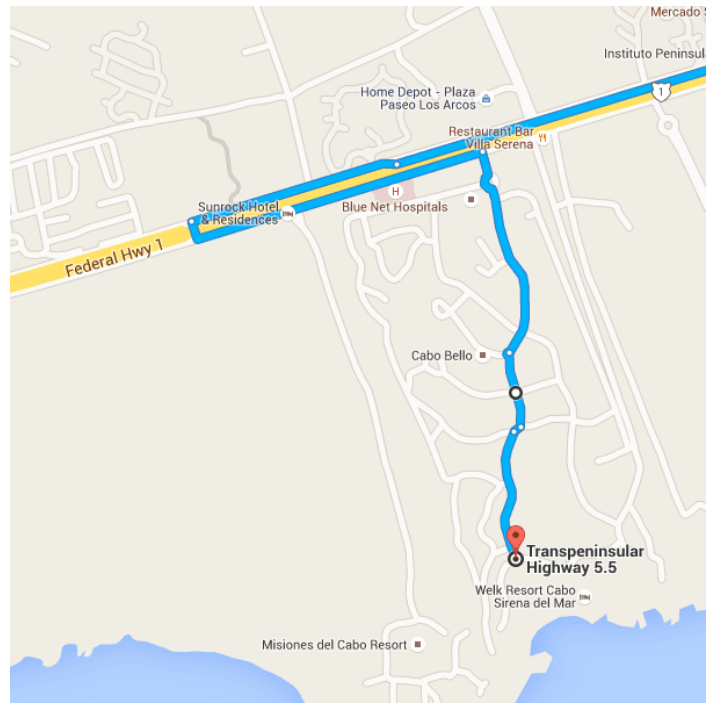 Mercado S
Instituto Peninsula
1
Home Depot - Plaza
Paseo Los Arcos
Restaurant Bar
Villa Serena
H
Blue Net Hospitals
Sunrock Hotel
& Residences
Federal Hwy 1
Cabo Bello
Transpeninsular
Highway 5.5
Welk Resort Cabo
Sirena del Mar
Misiones del Cabo Resort